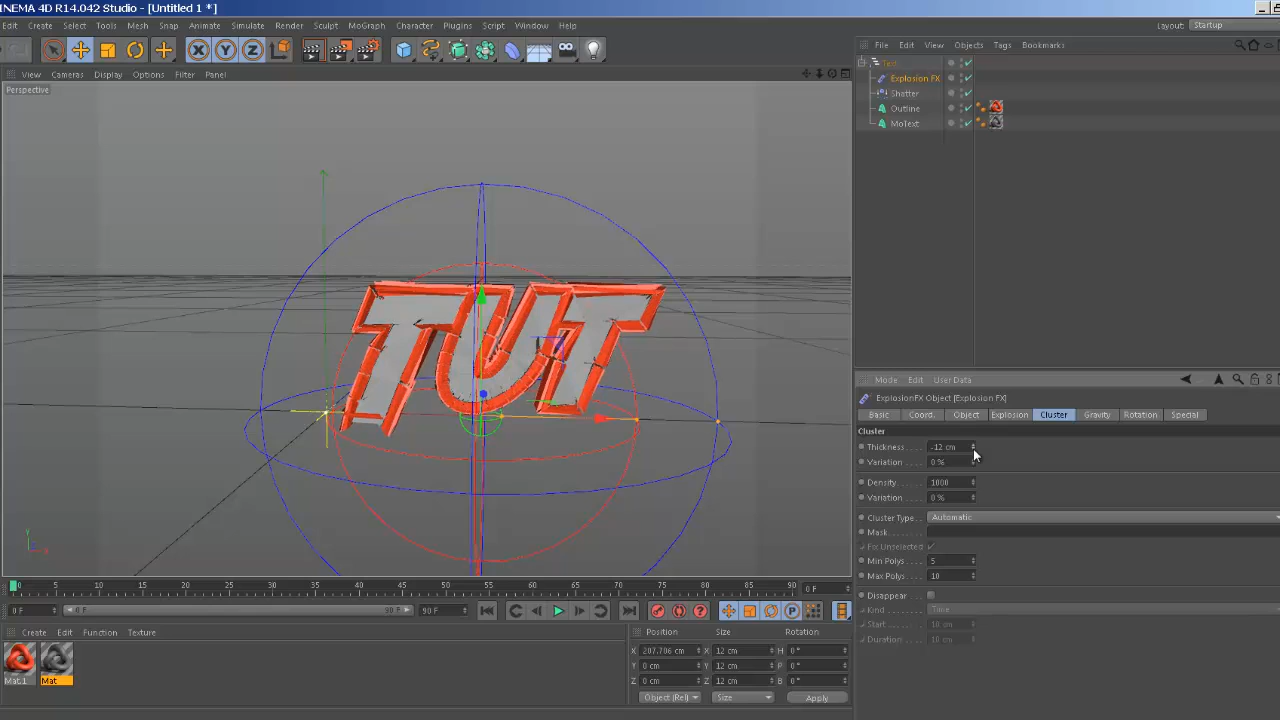 INEMA 4D R14.042 Studio - [Untitled 1 *]
Edit Create Select Tools Mesh Snap Animate Simulate Render Sculpt MoGraph Character Plugins Script Window Help
Layout: Startup
X Y Z
File Edit View Objects Tags Bookmarks
View Cameras Display Options Filter Panel
Perspective
Text
Explosion FX
Shatter
Outline
MoText
TUT
Mode Edit User Data
ExplosionFX Object [Explosion FX]
Basic Coord. Object Explosion Cluster Gravity Rotation Special
Cluster
Thickness -12 cm
Variation 0 %
Density 1000
Variation 0 %
Cluster Type Automatic
Mask
Fix Unselected
Min Polys 5
Max Polys 10
Disappear
Kind Time
Start 10 cm
Duration 10 cm
0 5 10 15 20 25 30 35 40 45 50 55 60 65 70 75 80 85 90 0 F
0 F 0 F 90 F 90 F
Create Edit Function Texture
Mat.1 Mat
Position Size Rotation
X 207.706 cm X 12 cm H 0 °
Y 0 cm Y 12 cm P 0 °
Z 0 cm Z 12 cm B 0 °
Object (Rel) Size Apply